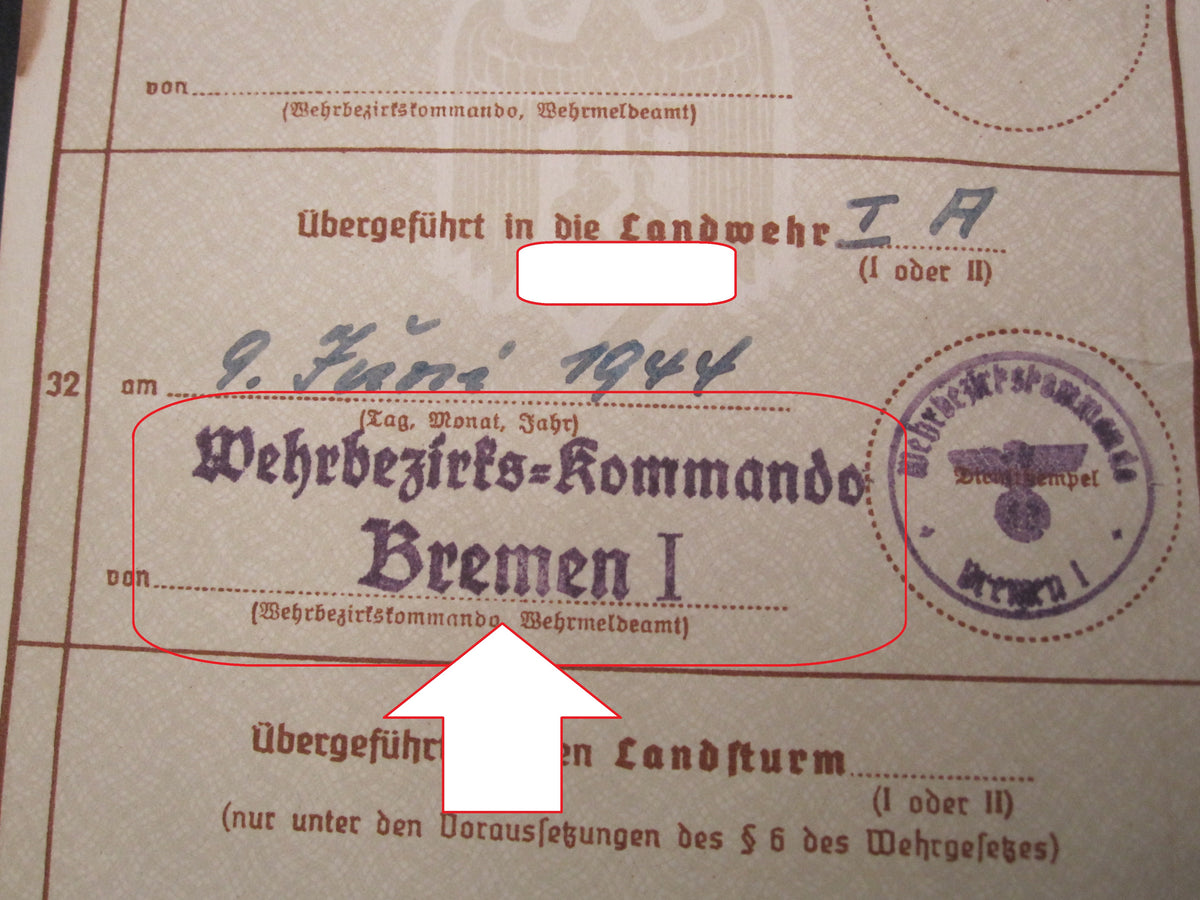 von
(Wehrbezirkskommando, Wehrmeldeamt)
Übergeführt in die Landwehr I A
(I oder II)
32
am 9. Juni 1944
(Tag, Monat, Jahr)
Wehrbezirks=Kommando
Bremen I
von
(Wehrbezirkskommando, Wehrmeldeamt)
Wehrbezirkskommando
Dienststempel
Bremen I
Übergeführt en Landsturm
(I oder II)
(nur unter den Voraussetzungen des § 6 des Wehrgesetzes)